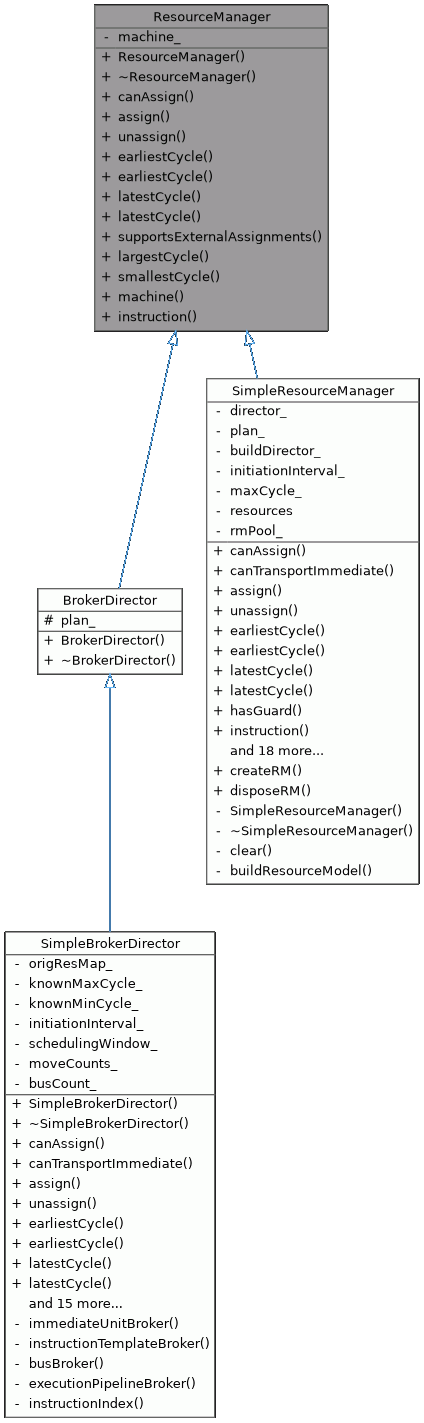 ResourceManager
- machine_
+ ResourceManager()
+ ~ResourceManager()
+ canAssign()
+ assign()
+ unassign()
+ earliestCycle()
+ earliestCycle()
+ latestCycle()
+ latestCycle()
+ supportsExternalAssignments()
+ largestCycle()
+ smallestCycle()
+ machine()
+ instruction()
SimpleResourceManager
- director_
- plan_
- buildDirector_
- initiationInterval_
- maxCycle_
- resources
- rmPool_
+ canAssign()
+ canTransportImmediate()
+ assign()
+ unassign()
+ earliestCycle()
+ earliestCycle()
+ latestCycle()
+ latestCycle()
+ hasGuard()
+ instruction()
and 18 more...
+ createRM()
+ disposeRM()
- SimpleResourceManager()
- ~SimpleResourceManager()
- clear()
- buildResourceModel()
BrokerDirector
# plan_
+ BrokerDirector()
+ ~BrokerDirector()
SimpleBrokerDirector
- origResMap_
- knownMaxCycle_
- knownMinCycle_
- initiationInterval_
- schedulingWindow_
- moveCounts_
- busCount_
+ SimpleBrokerDirector()
+ ~SimpleBrokerDirector()
+ canAssign()
+ canTransportImmediate()
+ assign()
+ unassign()
+ earliestCycle()
+ earliestCycle()
+ latestCycle()
+ latestCycle()
and 15 more...
- immediateUnitBroker()
- instructionTemplateBroker()
- busBroker()
- executionPipelineBroker()
- instructionIndex()